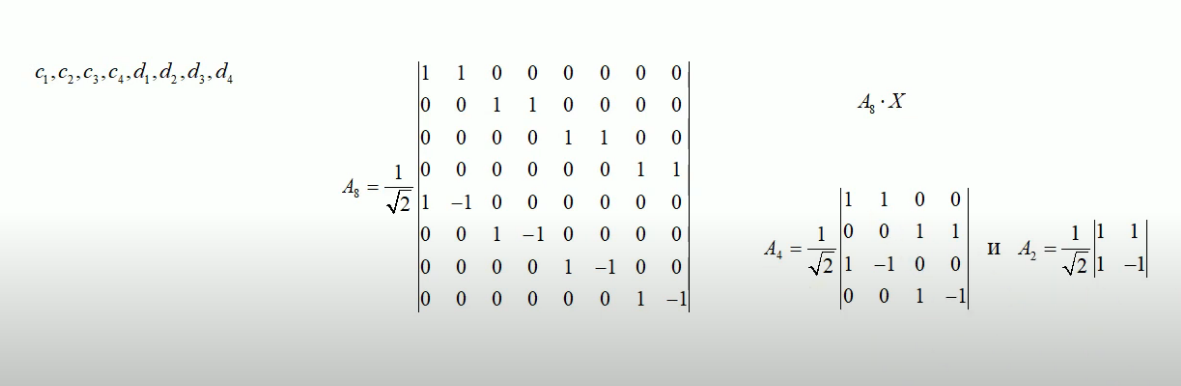 c₁,c₂,c₃,c₄,d₁,d₂,d₃,d₄
A₈ = 1/√2
|1 1 0 0 0 0 0 0|
|0 0 1 1 0 0 0 0|
|0 0 0 0 1 1 0 0|
|0 0 0 0 0 0 1 1|
|1 −1 0 0 0 0 0 0|
|0 0 1 −1 0 0 0 0|
|0 0 0 0 1 −1 0 0|
|0 0 0 0 0 0 1 −1|
A₈ · X
A₄ = 1/√2
|1 1 0 0|
|0 0 1 1|
|1 −1 0 0|
|0 0 1 −1|
и A₂ = 1/√2
|1 1|
|1 −1|